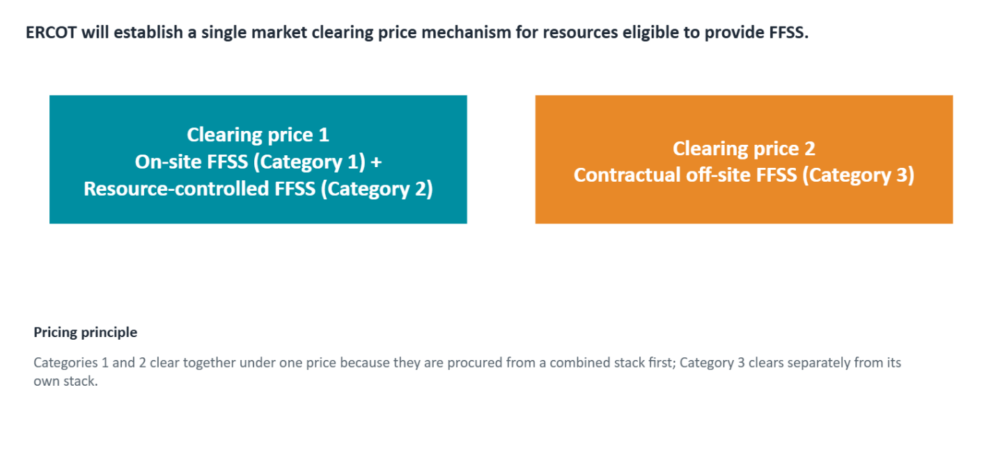 ERCOT will establish a single market clearing price mechanism for resources eligible to provide FFSS.
Clearing price 1
On-site FFSS (Category 1) +
Resource-controlled FFSS (Category 2)
Clearing price 2
Contractual off-site FFSS (Category 3)
Pricing principle
Categories 1 and 2 clear together under one price because they are procured from a combined stack first; Category 3 clears separately from its
own stack.